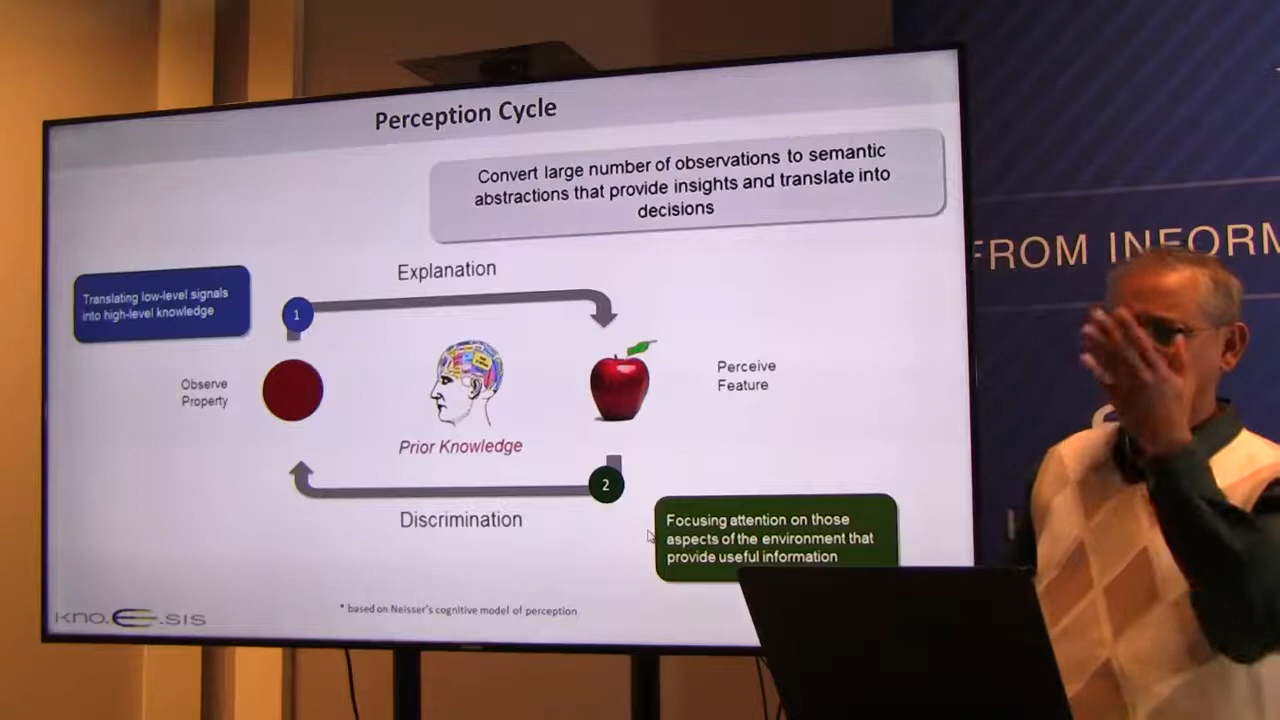 Perception Cycle
Convert large number of observations to semantic
abstractions that provide insights and translate into
decisions
Explanation
Translating low-level signals
into high-level knowledge
1
Observe
Property
Perceive
Feature
Prior Knowledge
2
Discrimination
Focusing attention on those
aspects of the environment that
provide useful information
* based on Neisser's cognitive model of perception
kno.e.sis
FROM INFORM